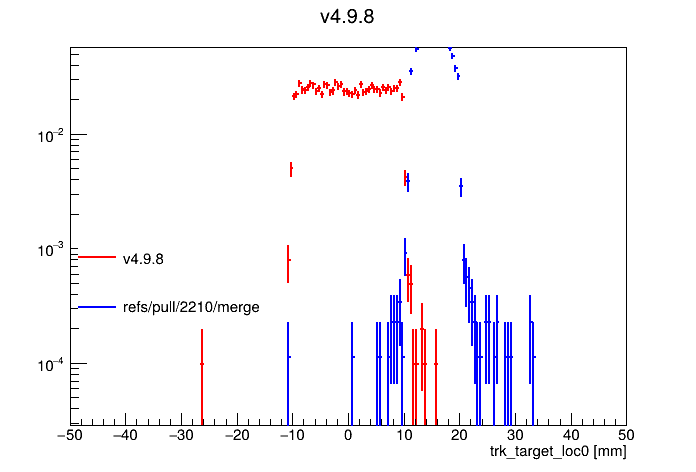 v4.9.8
10⁻²
10⁻³
v4.9.8
refs/pull/2210/merge
10⁻⁴
−50 −40 −30 −20 −10 0 10 20 30 40 50
trk_target_loc0 [mm]